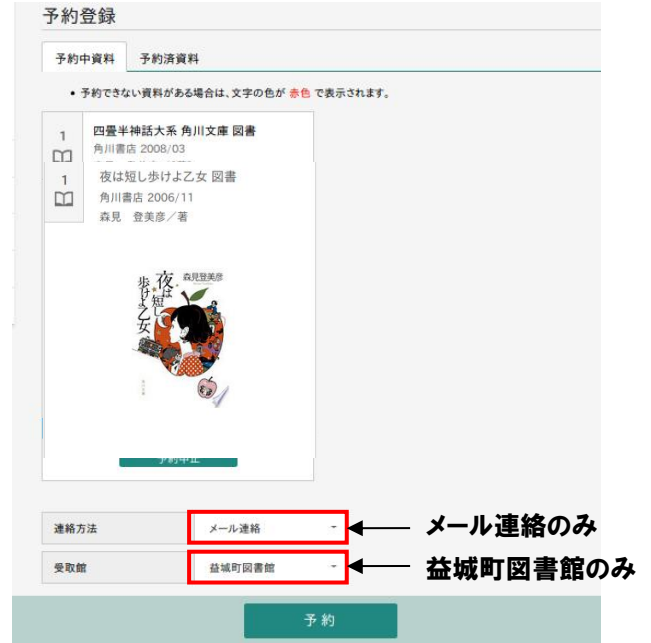 予約登録
予約中資料 予約済資料
• 予約できない資料がある場合は、文字の色が 赤色 で表示されます。
1
四畳半神話大系 角川文庫 図書
角川書店 2008/03
1
夜は短し歩けよ乙女 図書
角川書店 2006/11
森見 登美彦／著
夜は短し
歩けよ乙女
森見登美彦
予約中止
連絡方法 メール連絡 メール連絡のみ
受取館 益城町図書館 益城町図書館のみ
予約